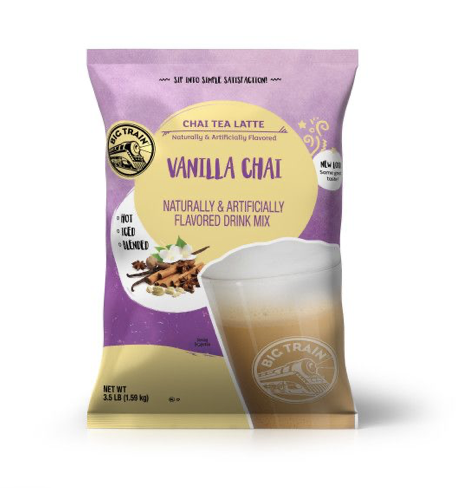 SIP INTO SIMPLE SATISFACTION!
CHAI TEA LATTE
Naturally & Artificially Flavored
BIG TRAIN
VANILLA CHAI
NEW LOOK
Same great
taste!
NATURALLY & ARTIFICIALLY
FLAVORED DRINK MIX
HOT
ICED
BLENDED
BIG TRAIN
NET WT
3.5 LB (1.59 kg)